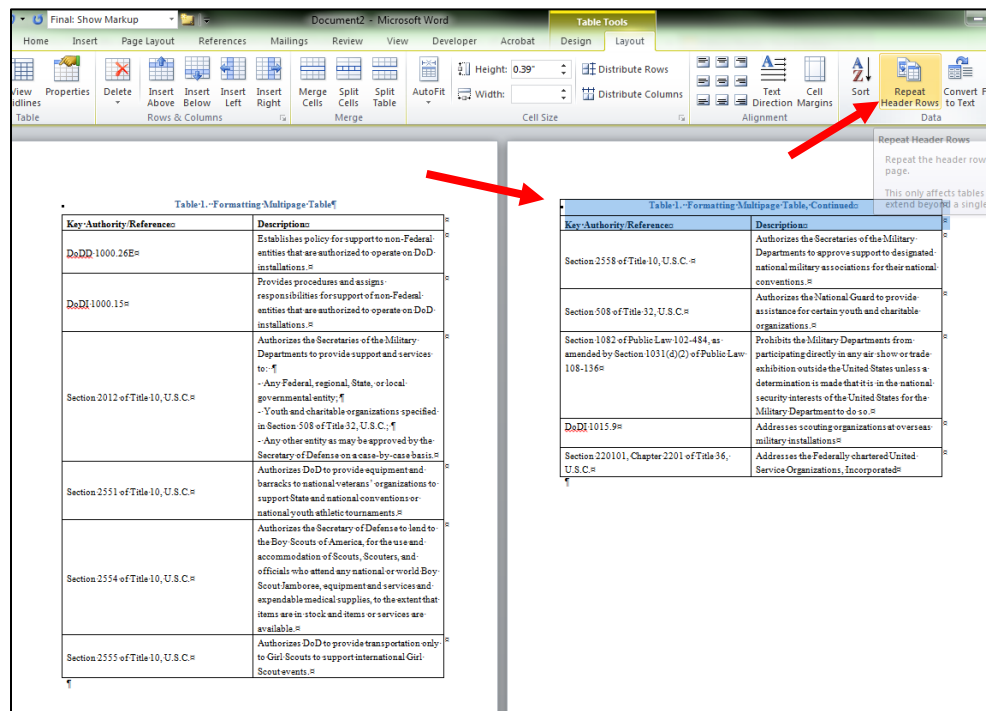 Final: Show Markup
Document2 - Microsoft Word
Table Tools
Home Insert Page Layout References Mailings Review View Developer Acrobat Design Layout
Properties Delete Insert Above Insert Below Insert Left Insert Right Merge Cells Split Cells Split Table AutoFit Height: 0.39" Width: Distribute Rows Distribute Columns Text Direction Cell Margins Sort Repeat Header Rows Convert to Text
Table Rows & Columns Merge Cell Size Alignment Data
Repeat Header Rows
Repeat the header row
page.
This only affects tables
extend beyond a single
Table·1.··Formatting·Multipage·Table¶
Key·Authority/Reference¤ Description¤
DoDD·1000.26E¤
Establishes·policy·for·support·to·non-Federal·
entities·that·are·authorized·to·operate·on·DoD·
installations.¤
DoDI·1000.15¤
Provides·procedures·and·assigns·
responsibilities·for·support·of·non-Federal·
entities·that·are·authorized·to·operate·on·DoD·
installations.¤
Section·2012·of·Title·10,·U.S.C.¤
Authorizes·the·Secretaries·of·the·Military·
Departments·to·provide·support·and·services·
to:·¶
-·Any·Federal,·regional,·State,·or·local·
governmental·entity;¶
-·Youth·and·charitable·organizations·specified·
in·Section·508·of·Title·32,·U.S.C.;·¶
-·Any·other·entity·as·may·be·approved·by·the·
Secretary·of·Defense·on·a·case-by-case·basis.¤
Section·2551·of·Title·10,·U.S.C.¤
Authorizes·DoD·to·provide·equipment·and·
barracks·to·national·veterans'·organizations·to·
support·State·and·national·conventions·or·
national·youth·athletic·tournaments.¤
Section·2554·of·Title·10,·U.S.C.¤
Authorizes·the·Secretary·of·Defense·to·lend·to·
the·Boy·Scouts·of·America,·for·the·use·and·
accommodation·of·Scouts,·Scouters,·and·
officials·who·attend·any·national·or·world·Boy·
Scout·Jamboree,·equipment·and·services·and·
expendable·medical·supplies,·to·the·extent·that·
items·are·in·stock·and·items·or·services·are·
available.¤
Section·2555·of·Title·10,·U.S.C.¤
Authorizes·DoD·to·provide·transportation·only·
to·Girl·Scouts·to·support·international·Girl·
Scout·events.¤
¶
Table·1.··Formatting·Multipage·Table,·Continued¤
Key·Authority/Reference¤ Description¤
Section·2558·of·Title·10,·U.S.C.·¤
Authorizes·the·Secretaries·of·the·Military·
Departments·to·approve·support·to·designated·
national·military·associations·for·their·national·
conventions.¤
Section·508·of·Title·32,·U.S.C.¤
Authorizes·the·National·Guard·to·provide·
assistance·for·certain·youth·and·charitable·
organizations.¤
Section·1082·of·Public·Law·102-484,·as·
amended·by·Section·1031(d)(2)·of·Public·Law·
108-136¤
Prohibits·the·Military·Departments·from·
participating·directly·in·any·air·show·or·trade·
exhibition·outside·the·United·States·unless·a·
determination·is·made·that·it·is·in·the·national·
security·interests·of·the·United·States·for·the·
Military·Department·to·do·so.¤
DoDI·1015.9¤
Addresses·scouting·organizations·at·overseas·
military·installations¤
Section·220101,·Chapter·2201·of·Title·36,·
U.S.C.¤
Addresses·the·Federally·chartered·United·
Service·Organizations,·Incorporated¤
¶